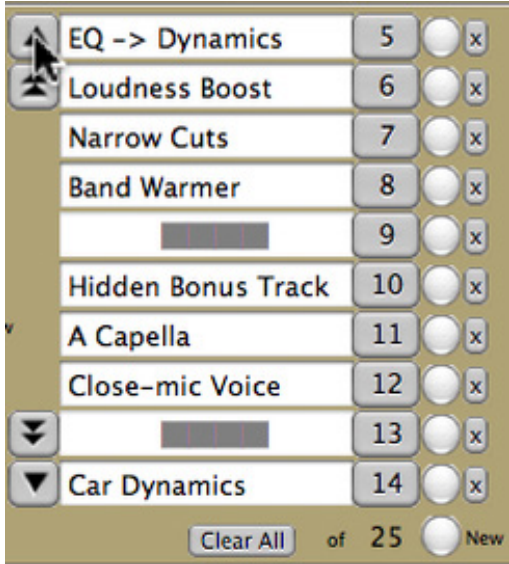 EQ -> Dynamics 5 x
Loudness Boost 6 x
Narrow Cuts 7 x
Band Warmer 8 x
9 x
Hidden Bonus Track 10 x
A Capella 11 x
Close-mic Voice 12 x
13 x
Car Dynamics 14 x
Clear All of 25 New